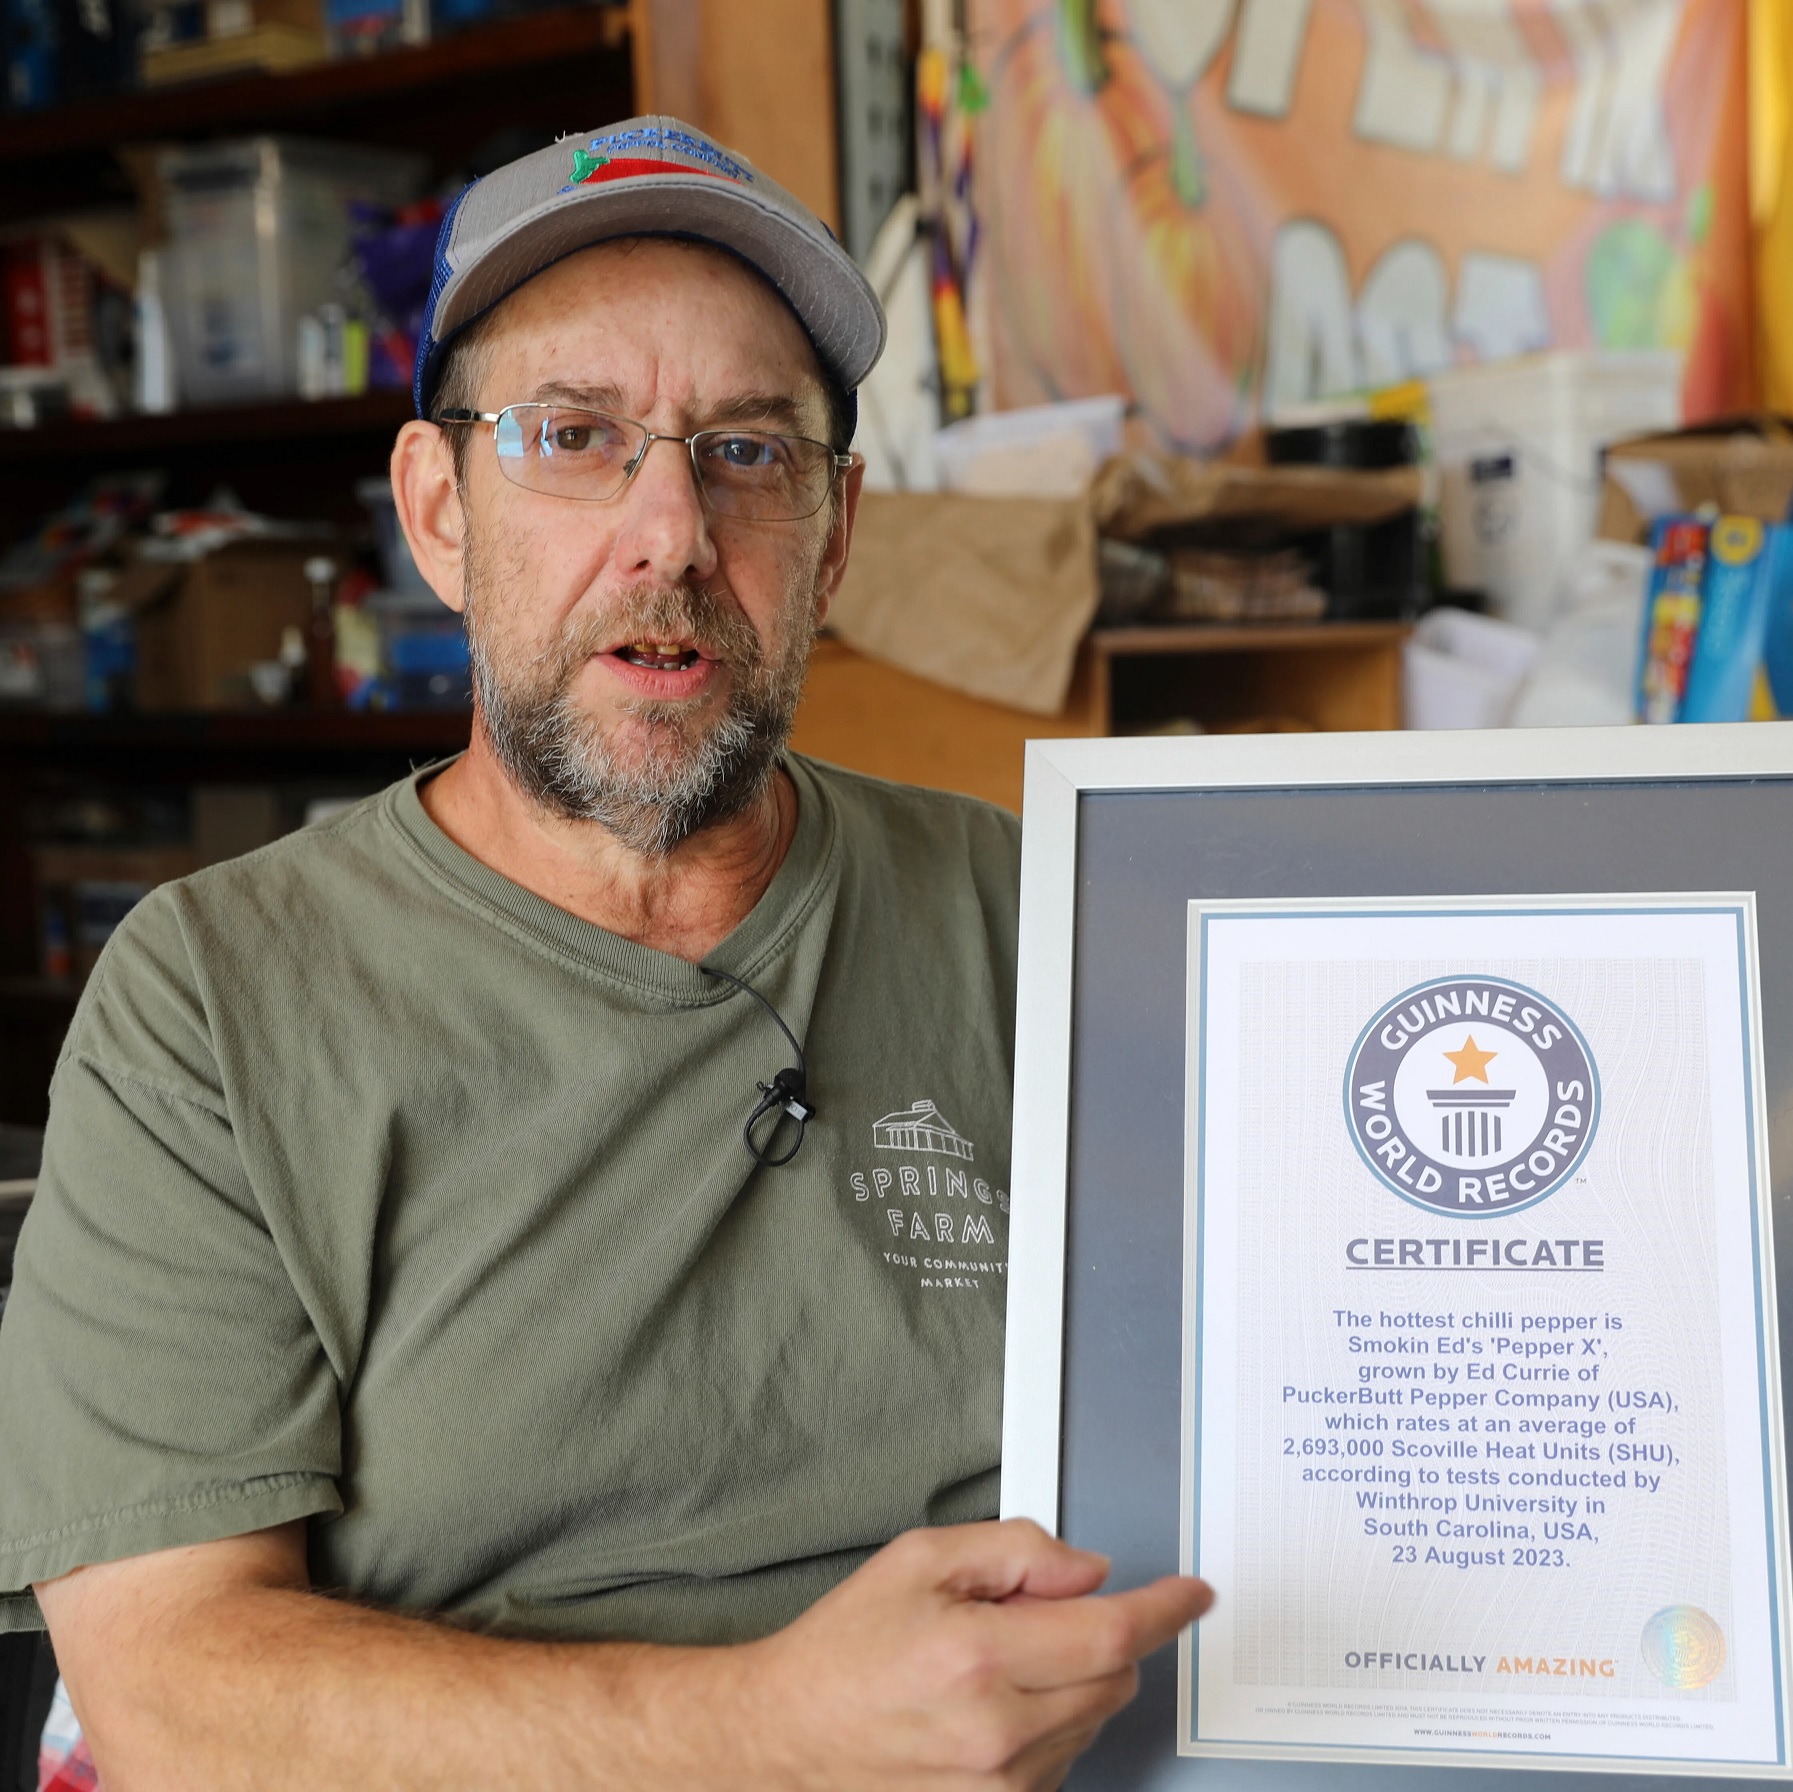 PUCKERBUTT
PEPPER COMPANY
SPRINGS
FARM
YOUR COMMUNITY
MARKET
GUINNESS
WORLD RECORDS
™
CERTIFICATE
The hottest chilli pepper is
Smokin Ed's 'Pepper X',
grown by Ed Currie of
PuckerButt Pepper Company (USA),
which rates at an average of
2,693,000 Scoville Heat Units (SHU),
according to tests conducted by
Winthrop University in
South Carolina, USA,
23 August 2023.
OFFICIALLY AMAZING
WWW.GUINNESSWORLDRECORDS.COM